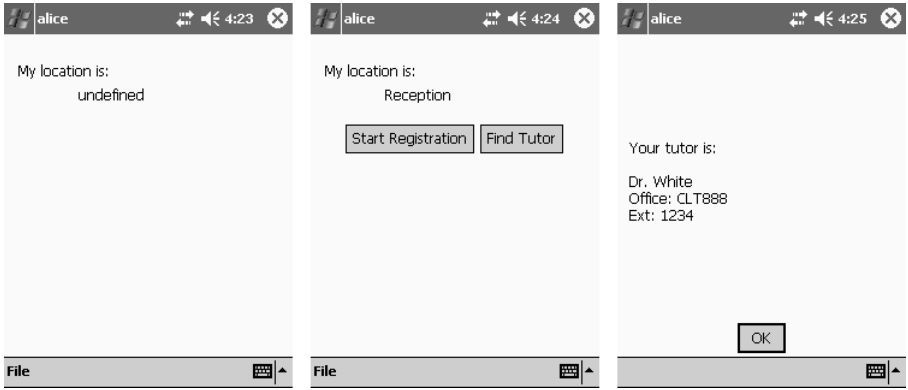 alice 4:23
My location is:
undefined
File
alice 4:24
My location is:
Reception
Start Registration Find Tutor
File
alice 4:25
Your tutor is:
Dr. White
Office: CLT888
Ext: 1234
OK